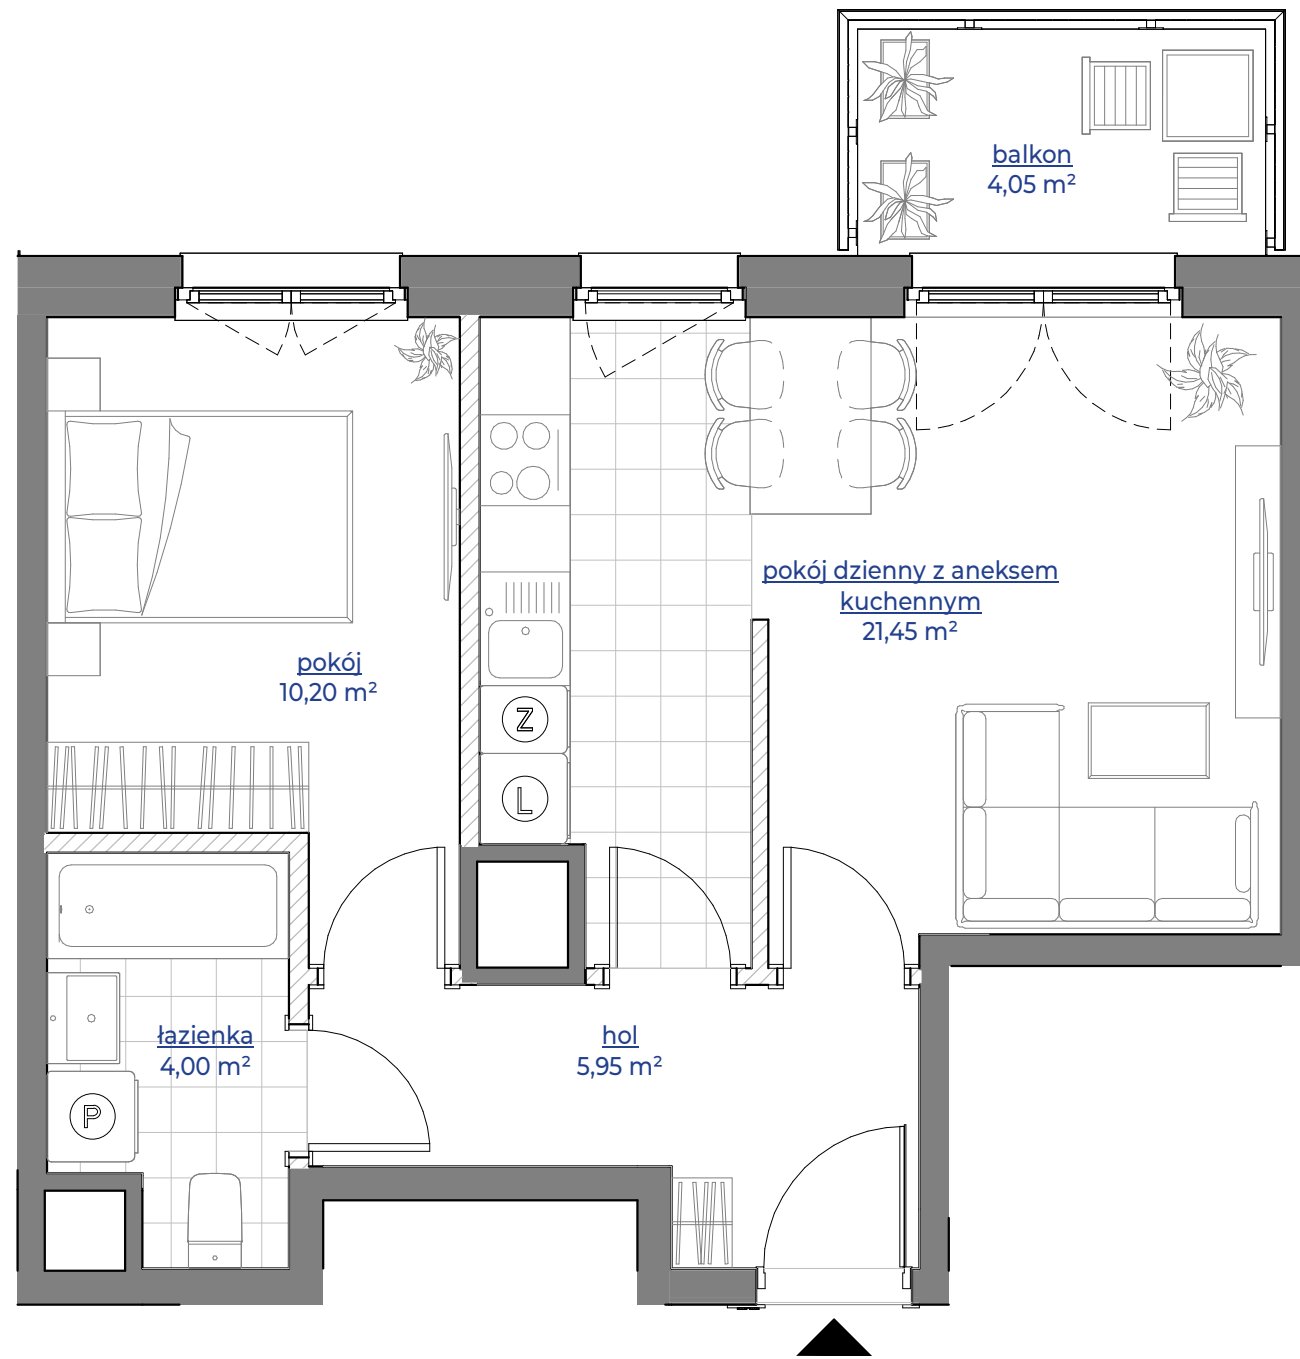 balkon
4,05 m²
pokój dzienny z aneksem
kuchennym
21,45 m²
pokój
10,20 m²
Z
L
łazienka
4,00 m²
hol
5,95 m²
P